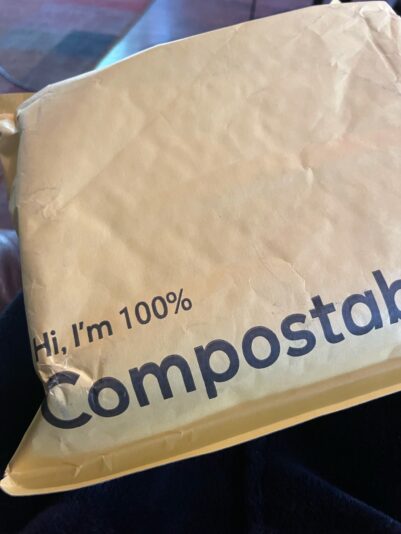 Hi, I'm 100%
Compostab